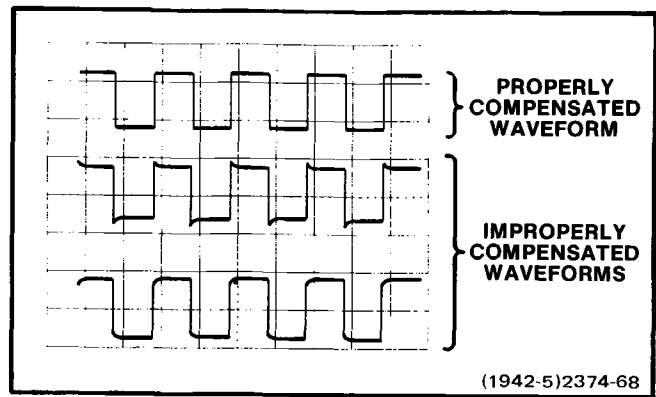 PROPERLY
COMPENSATED
WAVEFORM
IMPROPERLY
COMPENSATED
WAVEFORMS
(1942-5)2374-68